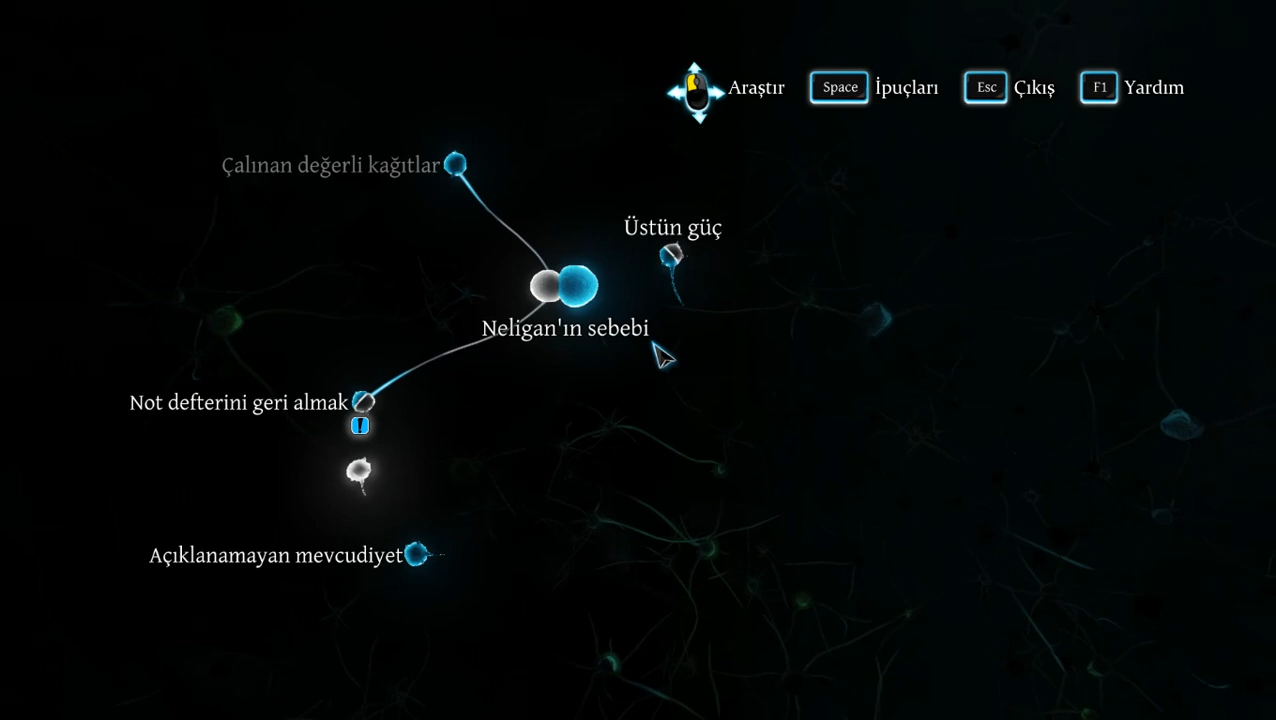 Araştır
Space
İpuçları
Esc
Çıkış
F1
Yardım
Çalınan değerli kağıtlar
Üstün güç
Neligan'ın sebebi
Not defterini geri almak
!
Açıklanamayan mevcudiyet